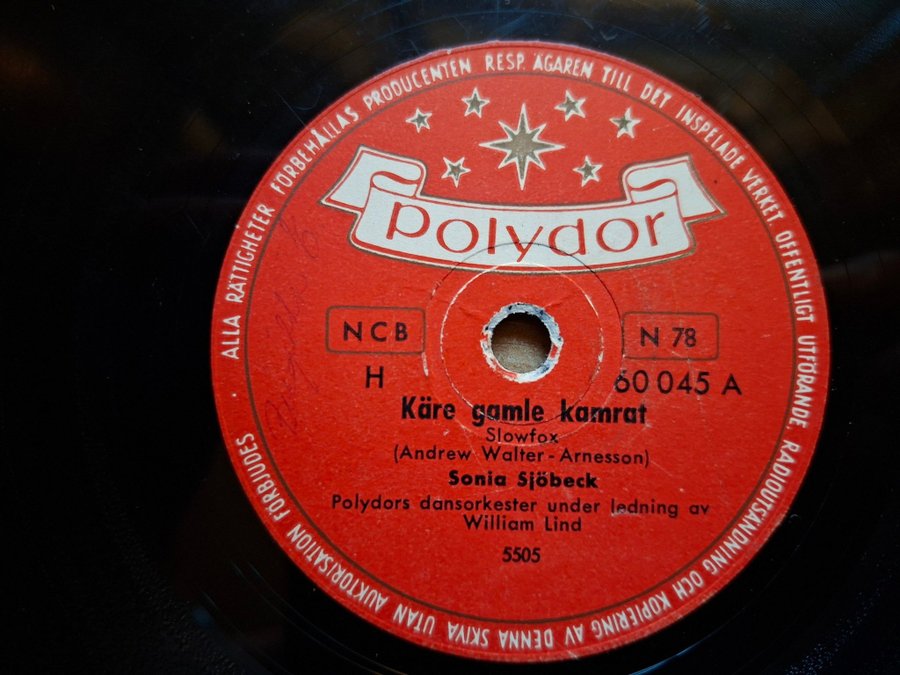 ALLA RÄTTIGHETER FÖRBEHÅLLAS PRODUCENTEN RESP. ÄGAREN TILL DET INSPELADE VERKET. OFFENTLIGT UTFÖRANDE, RADIOUTSÄNDNING OCH KOPIERING AV DENNA SKIVA UTAN AUKTORISATION FÖRBJUDES
polydor
NCB
N 78
H
60 045 A
Käre gamle kamrat
Slowfox
(Andrew Walter - Arnesson)
Sonia Sjöbeck
Polydors dansorkester under ledning av
William Lind
5505